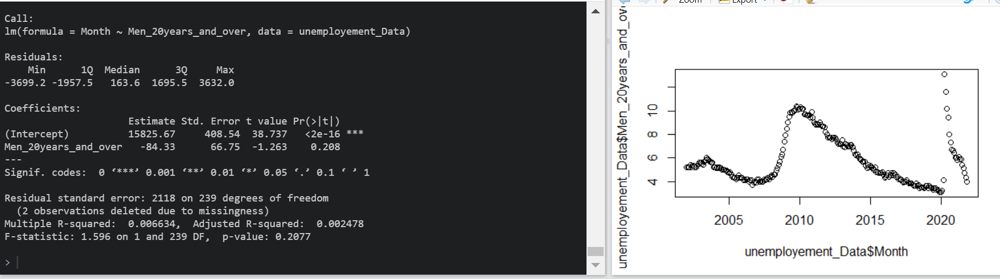 Call:
lm(formula = Month ~ Men_20years_and_over, data = unemployement_Data)
Residuals:
Min 1Q Median 3Q Max
-3699.2 -1957.5 163.6 1695.5 3632.0
Coefficients:
Estimate Std. Error t value Pr(>|t|)
(Intercept) 15825.67 408.54 38.737 <2e-16 ***
Men_20years_and_over -84.33 66.75 -1.263 0.208
---
Signif. codes: 0 ‘***’ 0.001 ‘**’ 0.01 ‘*’ 0.05 ‘.’ 0.1 ‘ ’ 1
Residual standard error: 2118 on 239 degrees of freedom
(2 observations deleted due to missingness)
Multiple R-squared: 0.006634, Adjusted R-squared: 0.002478
F-statistic: 1.596 on 1 and 239 DF, p-value: 0.2077
>
Zoom Export
unemployement_Data$Men_20years_and_ov
10
8
6
4
2005 2010 2015 2020
unemployement_Data$Month